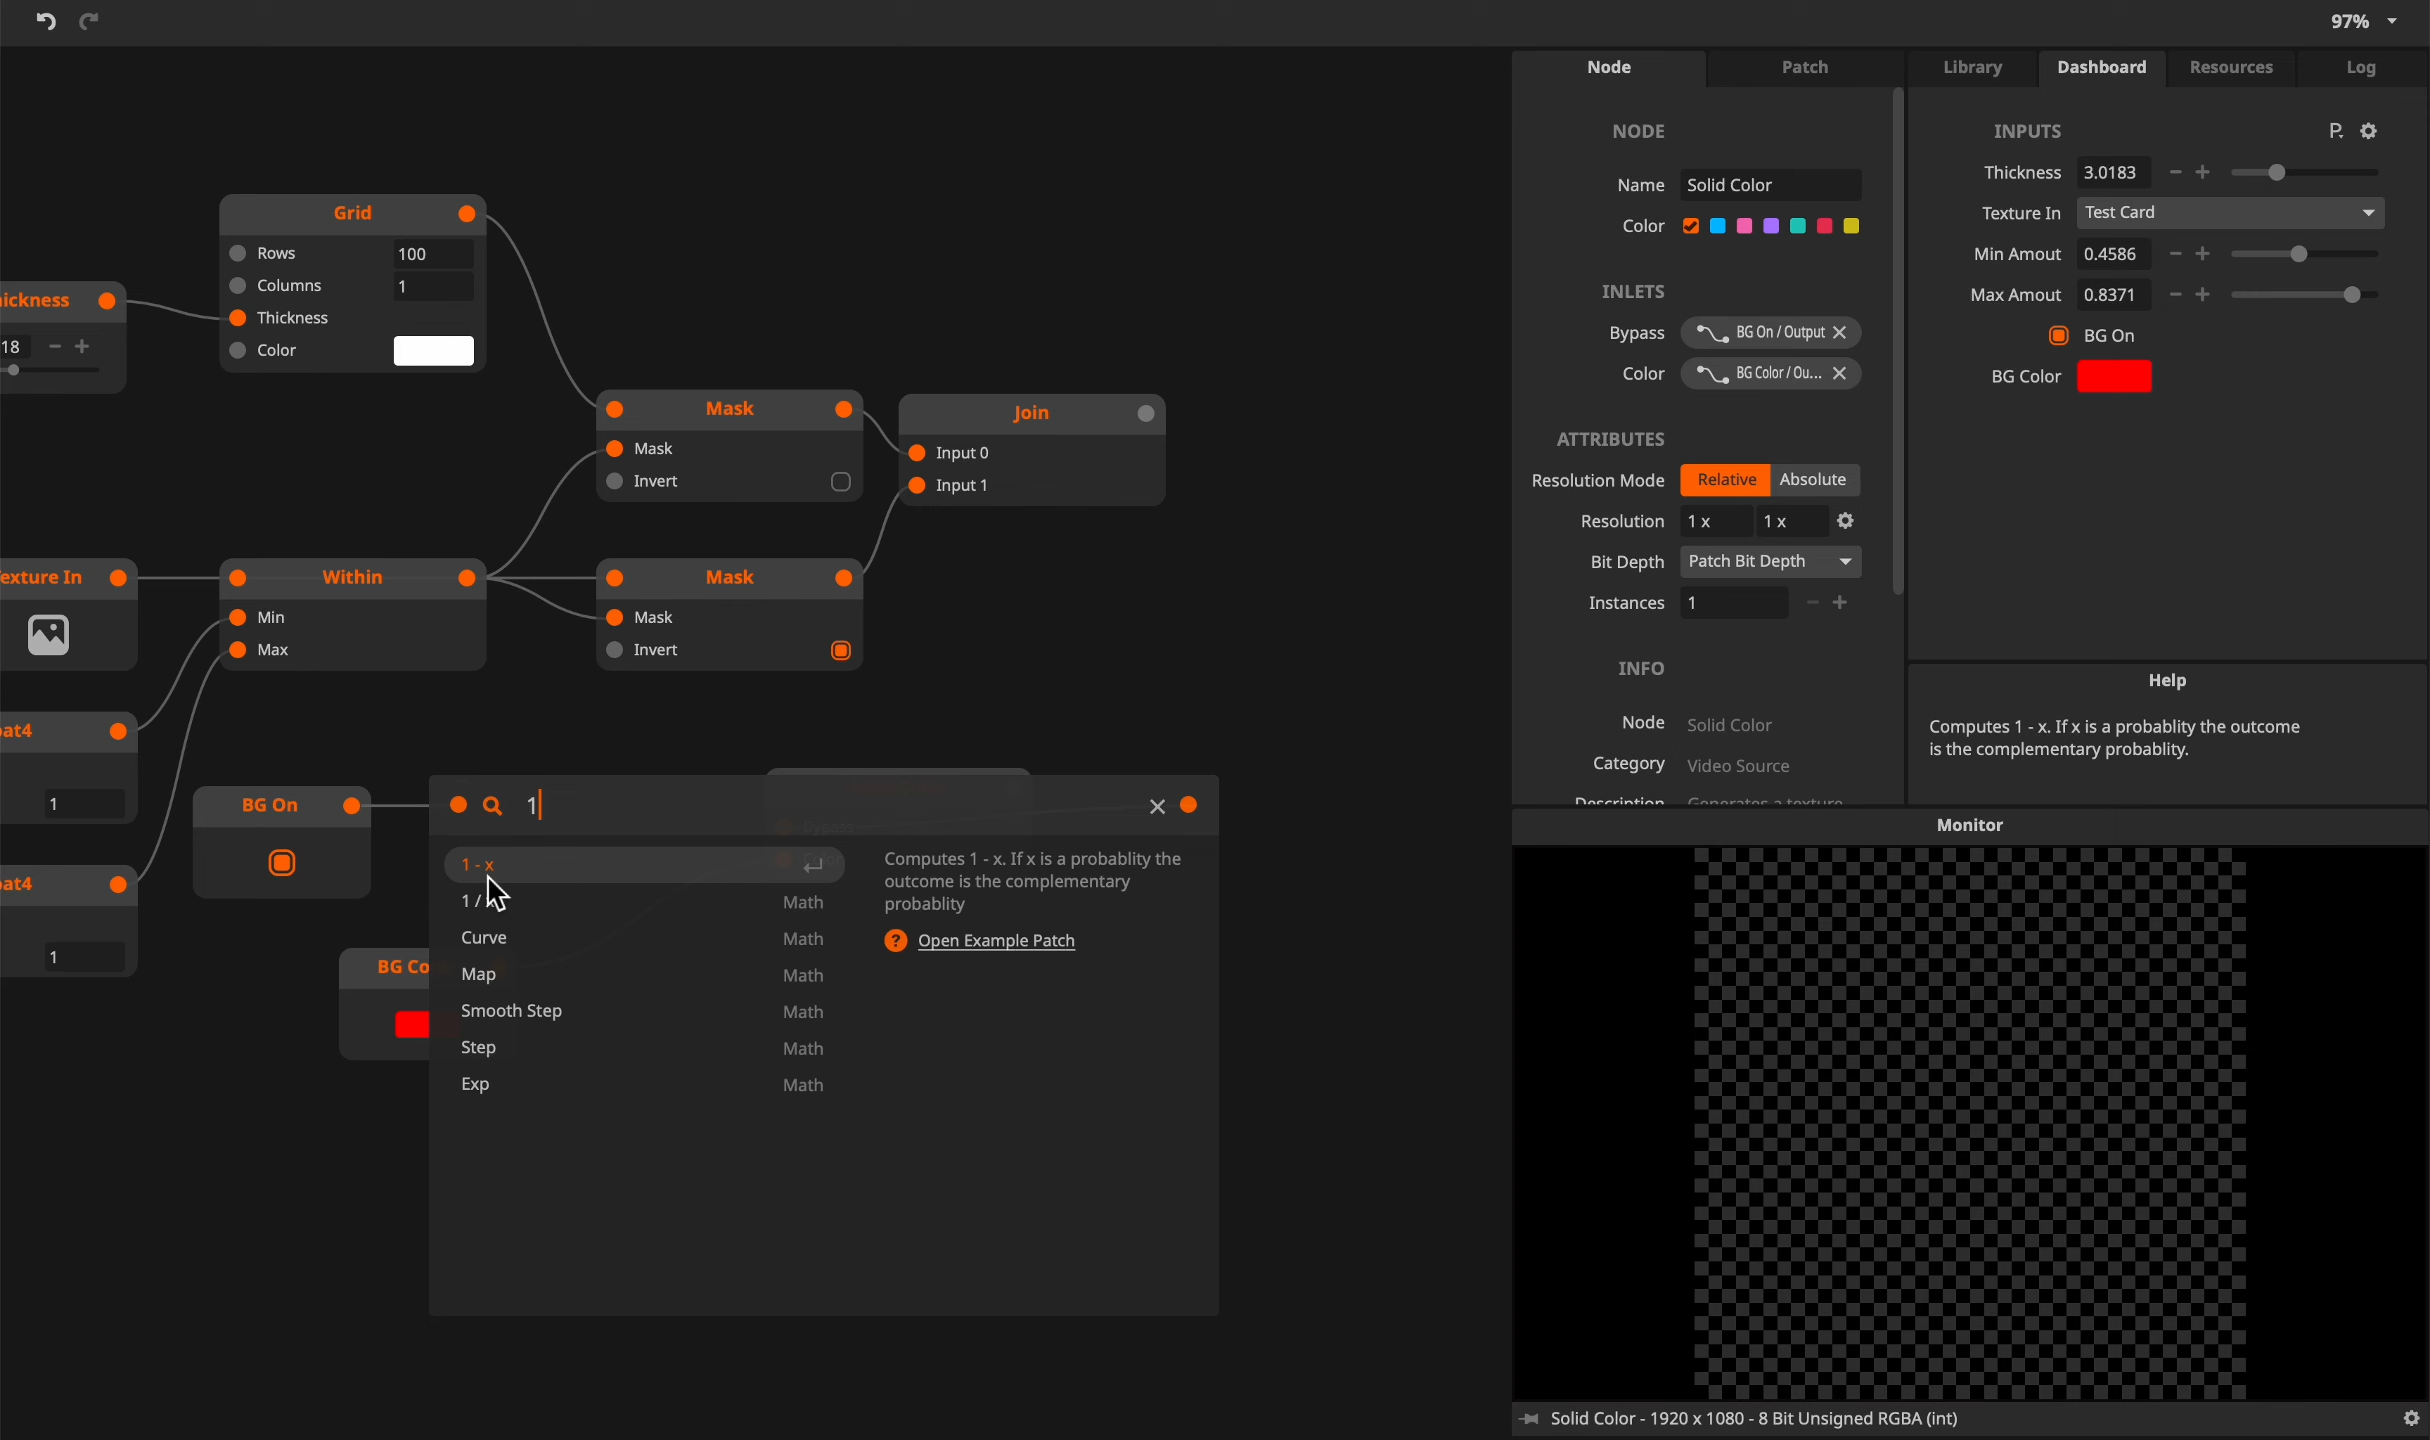 97%
Node
Patch
Library
Dashboard
Resources
Log
NODE
Name
Solid Color
Color
INLETS
Bypass
BG On / Output
Color
BG Color / Ou...
ATTRIBUTES
Resolution Mode
Relative
Absolute
Resolution
1 x
1 x
Bit Depth
Patch Bit Depth
Instances
1
INFO
Node
Solid Color
Category
Video Source
Description
Generates a texture
INPUTS
P.
Thickness
3.0183
Texture In
Test Card
Min Amout
0.4586
Max Amout
0.8371
BG On
BG Color
Help
Computes 1 - x. If x is a probablity the outcome
is the complementary probablity.
Monitor
Solid Color - 1920 x 1080 - 8 Bit Unsigned RGBA (int)
ickness
18
Grid
Rows
100
Columns
1
Thickness
Color
Mask
Mask
Invert
Join
Input 0
Input 1
exture In
Within
Min
Max
Mask
Mask
Invert
at4
1
at4
1
BG On
BG Co
1
1 - x
1 /
Math
Curve
Math
Map
Math
Smooth Step
Math
Step
Math
Exp
Math
Computes 1 - x. If x is a probablity the
outcome is the complementary
probablity
? Open Example Patch
Bypass